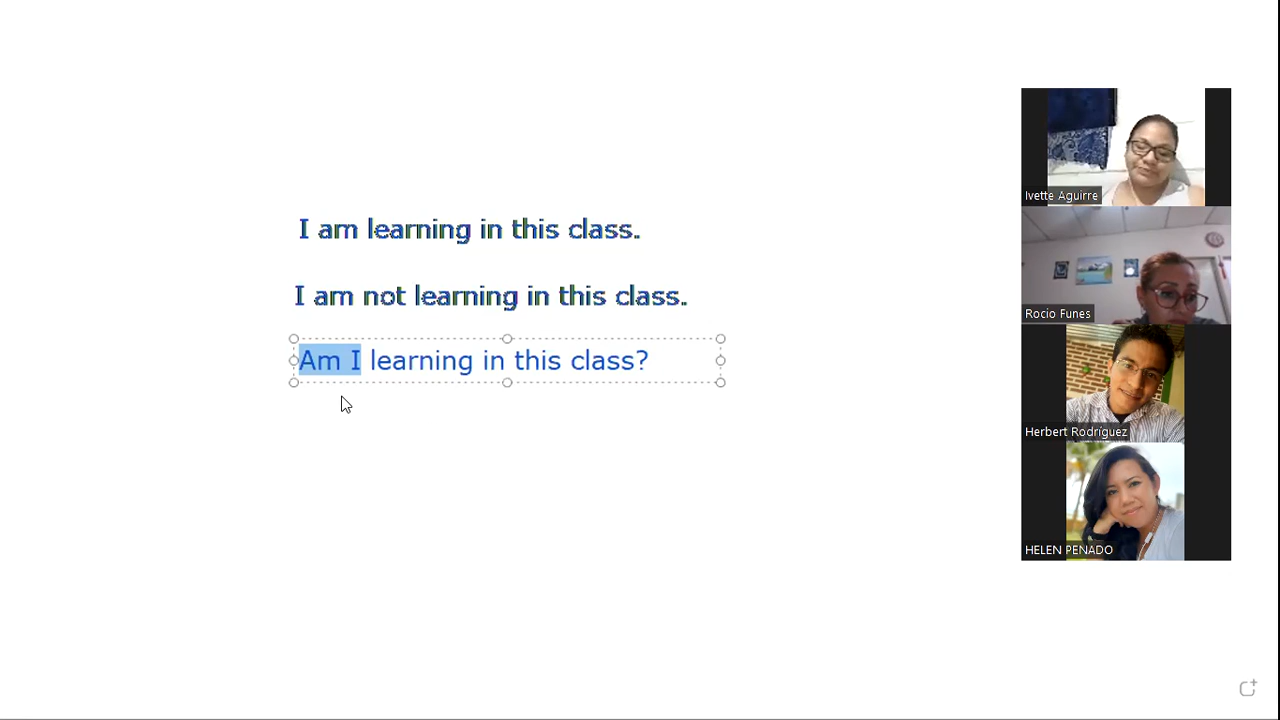 I am learning in this class.
I am not learning in this class.
Am I learning in this class?
Ivette Aguirre
Rocio Funes
Herbert Rodríguez
HELEN PENADO